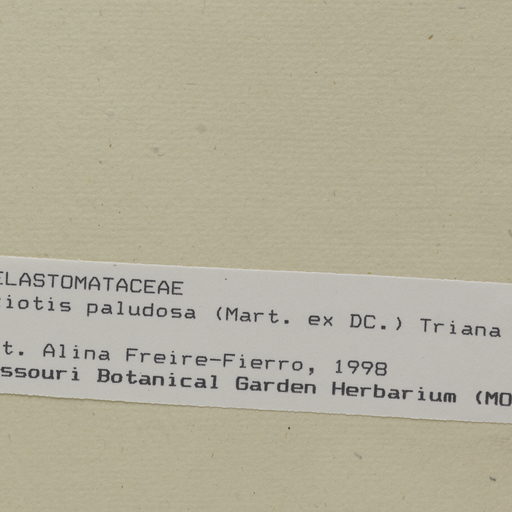 ELASTOMATACEAE
iotis paludosa (Mart. ex DC.) Triana
t. Alina Freire-Fierro, 1998
ssouri Botanical Garden Herbarium (MO